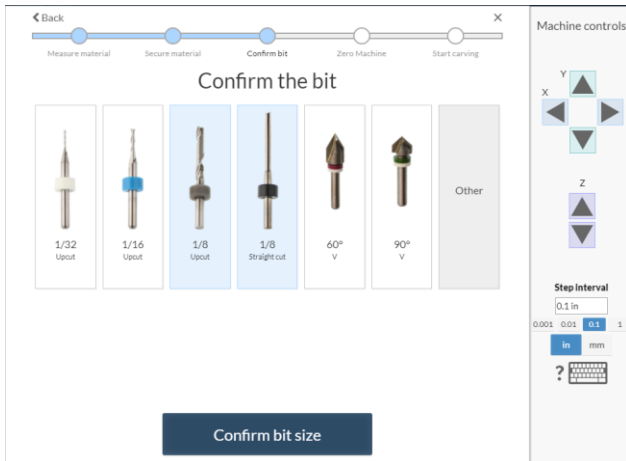 Back
×
Measure material
Secure material
Confirm bit
Zero Machine
Start carving
Confirm the bit
1/32
Upcut
1/16
Upcut
1/8
Upcut
1/8
Straight cut
60°
V
90°
V
Other
Confirm bit size
Machine controls
Y
X
Z
Step Interval
0.1 in
0.001 0.01 0.1 1
in mm
?